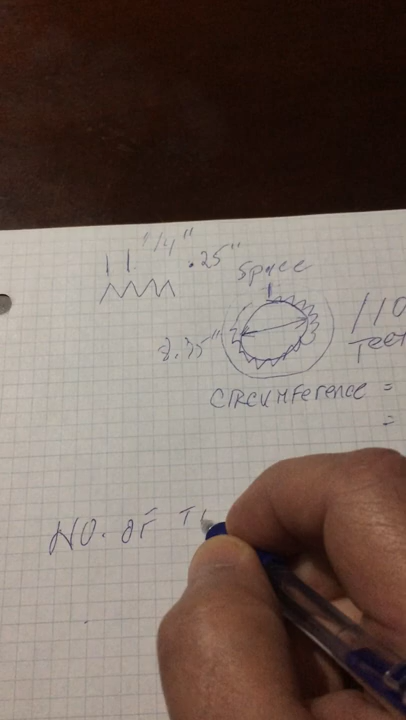 1/4"
.25"
Space
8.35"
110
Teet
CIRCUMFerence =
=
NO. OF T